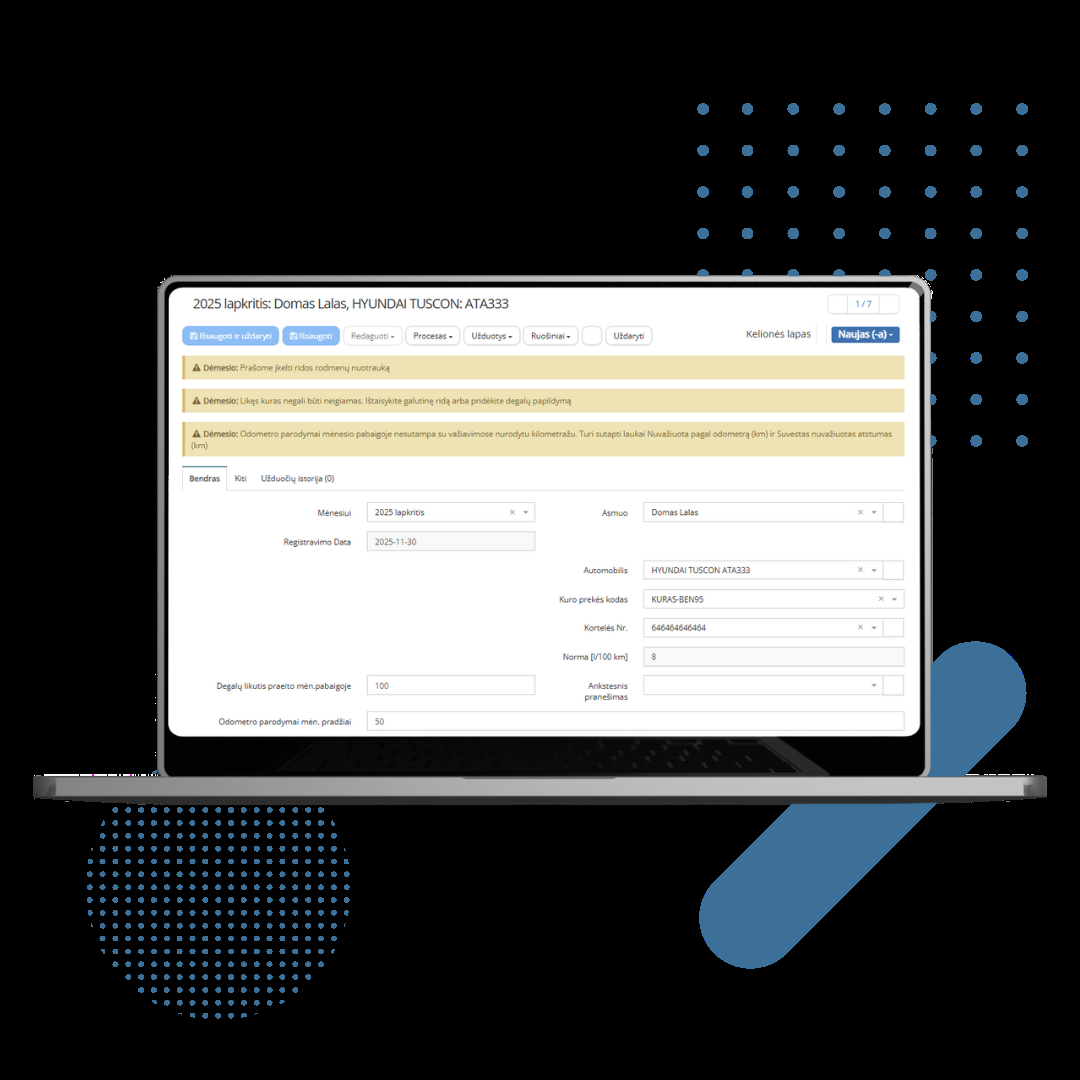 2025 lapkritis: Domas Lalas, HYUNDAI TUSCON: ATA333
1 / 7
Išsaugoti ir uždaryti
Išsaugoti
Redaguoti
Procesas
Užduotys
Ruošiniai
Uždaryti
Kelionės lapas
Naujas (-a)
Dėmesio: Prašome įkelti ridos rodmenų nuotrauką
Dėmesio: Likęs kuras negali būti neigiamas. Ištaisykite galutinę ridą arba pridėkite degalų papildymą
Dėmesio: Odometro parodymai mėnesio pabaigoje nesutampa su važiavimose nurodytu kilometražu. Turi sutapti laukai Nuvažiuota pagal odometrą (km) ir Suvestas nuvažiuotas atstumas
(km)
Bendras
Kiti
Užduočių istorija (0)
Mėnesiui
2025 lapkritis
Asmuo
Domas Lalas
Registravimo Data
2025-11-30
Automobilis
HYUNDAI TUSCON ATA333
Kuro prekės kodas
KURAS-BEN95
Kortelės Nr.
646464646464
Norma [l/100 km]
8
Degalų likutis praeito mėn.pabaigoje
100
Ankstesnis
pranešimas
Odometro parodymai mėn. pradžiai
50